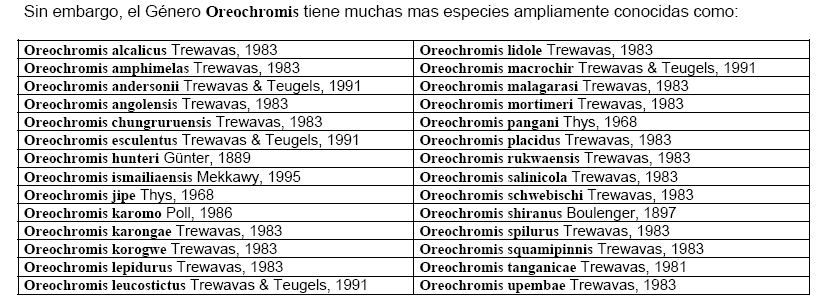 Sin embargo, el Género Oreochromis tiene muchas mas especies ampliamente conocidas como:
Oreochromis alcalicus Trewavas, 1983 Oreochromis lidole Trewavas, 1983
Oreochromis amphimelas Trewavas, 1983 Oreochromis macrochir Trewavas & Teugels, 1991
Oreochromis andersonii Trewavas & Teugels, 1991 Oreochromis malagarasi Trewavas, 1983
Oreochromis angolensis Trewavas, 1983 Oreochromis mortimeri Trewavas, 1983
Oreochromis chungruruensis Trewavas, 1983 Oreochromis pangani Thys, 1968
Oreochromis esculentus Trewavas & Teugels, 1991 Oreochromis placidus Trewavas, 1983
Oreochromis hunteri Günter, 1889 Oreochromis rukwaensis Trewavas, 1983
Oreochromis ismailiaensis Mekkawy, 1995 Oreochromis salinicola Trewavas, 1983
Oreochromis jipe Thys, 1968 Oreochromis schwebischi Trewavas, 1983
Oreochromis karomo Poll, 1986 Oreochromis shiranus Boulenger, 1897
Oreochromis karongae Trewavas, 1983 Oreochromis spilurus Trewavas, 1983
Oreochromis korogwe Trewavas, 1983 Oreochromis squamipinnis Trewavas, 1983
Oreochromis lepidurus Trewavas, 1983 Oreochromis tanganicae Trewavas, 1981
Oreochromis leucostictus Trewavas & Teugels, 1991 Oreochromis upembae Trewavas, 1983